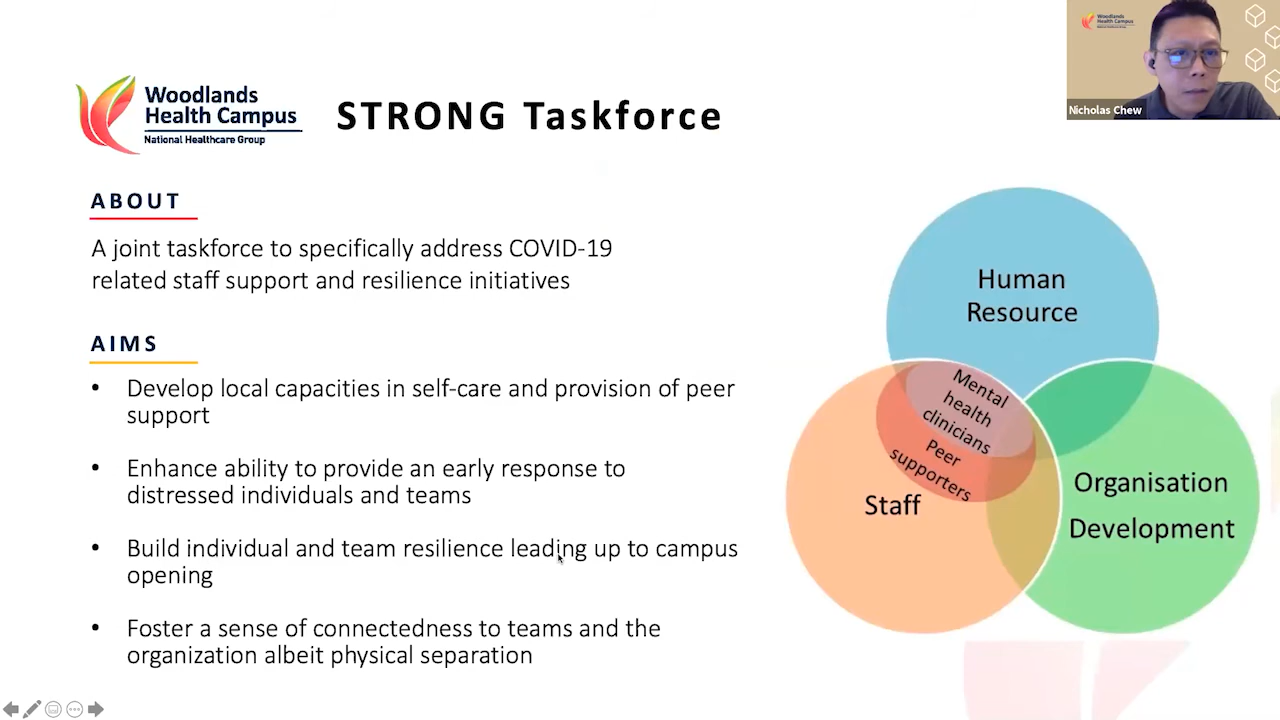 Woodlands
Health Campus
National Healthcare Group
STRONG Taskforce
Woodlands
Health Campus
Nicholas Chew
ABOUT
A joint taskforce to specifically address COVID-19
related staff support and resilience initiatives
AIMS
• Develop local capacities in self-care and provision of peer
support
• Enhance ability to provide an early response to
distressed individuals and teams
• Build individual and team resilience leading up to campus
opening
• Foster a sense of connectedness to teams and the
organization albeit physical separation
Human
Resource
Mental
health
clinicians
Peer
supporters
Staff
Organisation
Development